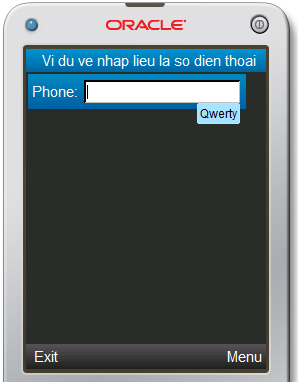 ORACLE
Vi du ve nhap lieu la so dien thoai
Phone:
Qwerty
Exit Menu